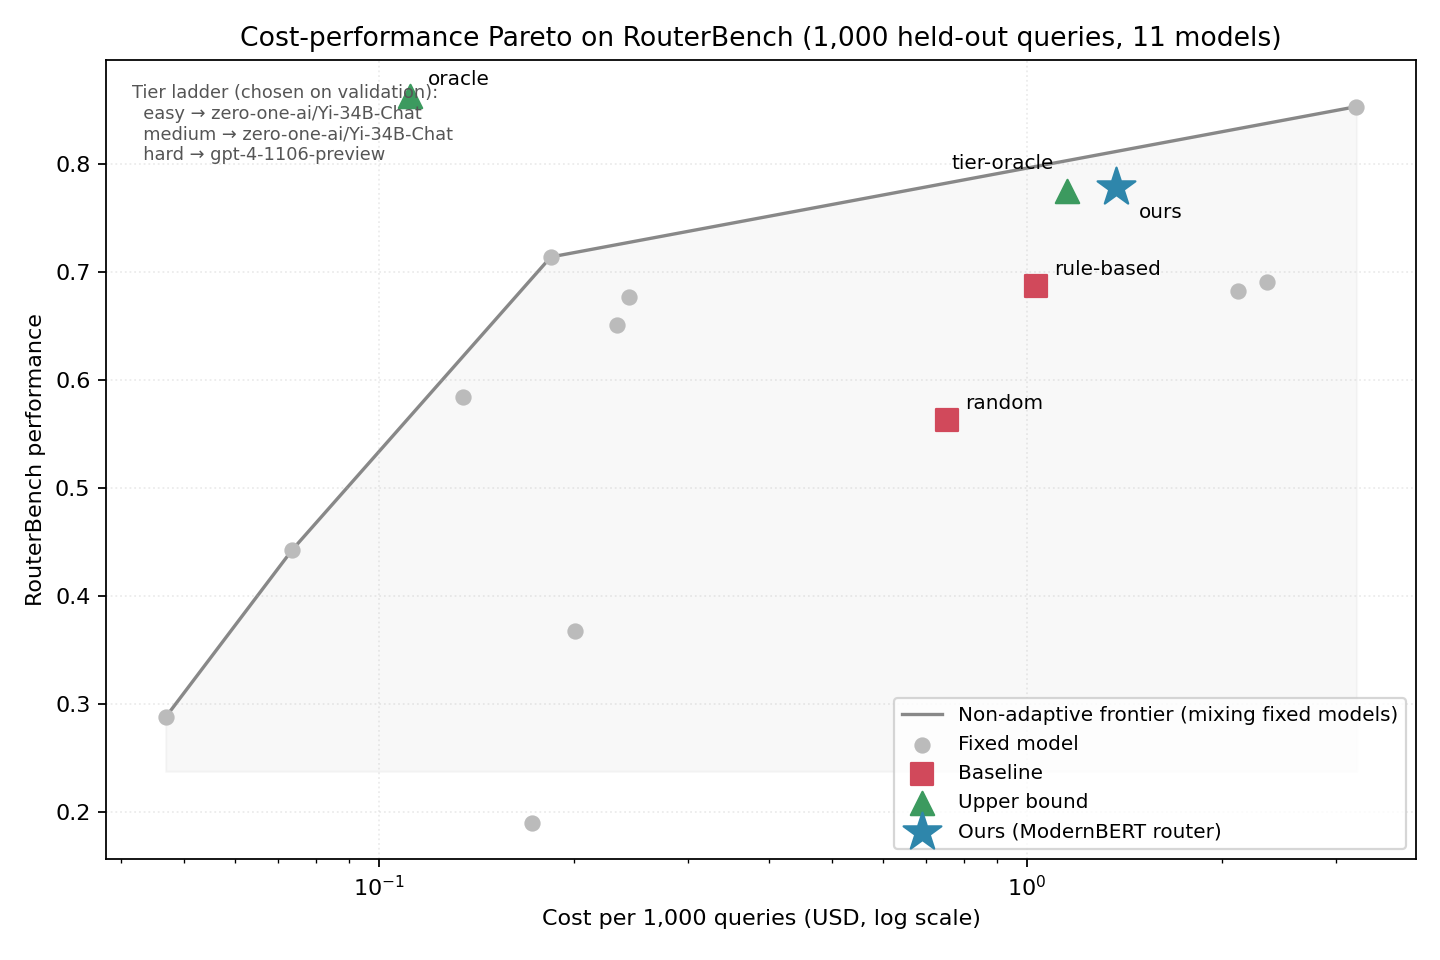 Cost-performance Pareto on RouterBench (1,000 held-out queries, 11 models)
oracle
Tier ladder (chosen on validation):
easy → zero-one-ai/Yi-34B-Chat
medium → zero-one-ai/Yi-34B-Chat
hard → gpt-4-1106-preview
tier-oracle
ours
rule-based
random
RouterBench performance
0.8
0.7
0.6
0.5
0.4
0.3
0.2
Non-adaptive frontier (mixing fixed models)
Fixed model
Baseline
Upper bound
Ours (ModernBERT router)
10⁻¹
10⁰
Cost per 1,000 queries (USD, log scale)